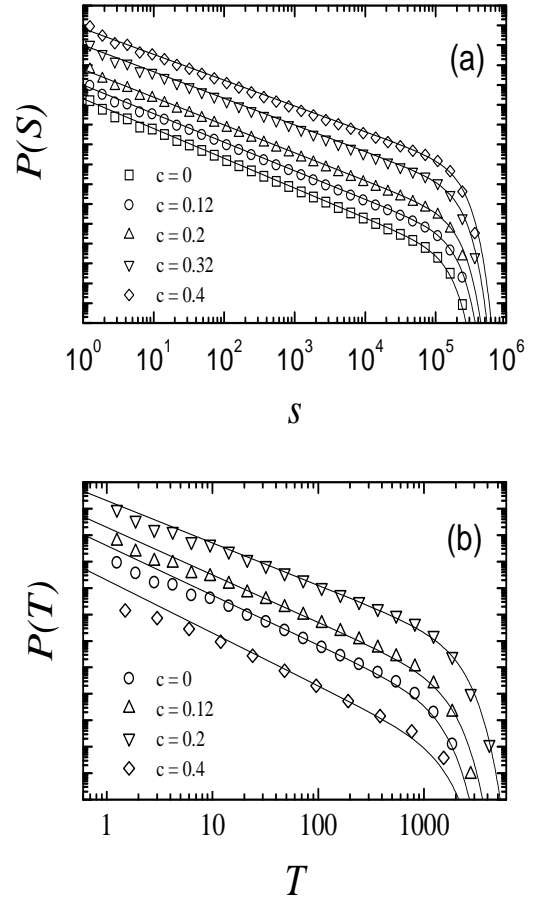 (a)
P(S)
c = 0
c = 0.12
c = 0.2
c = 0.32
c = 0.4
10^0 10^1 10^2 10^3 10^4 10^5 10^6
s
(b)
P(T)
c = 0
c = 0.12
c = 0.2
c = 0.4
1 10 100 1000
T